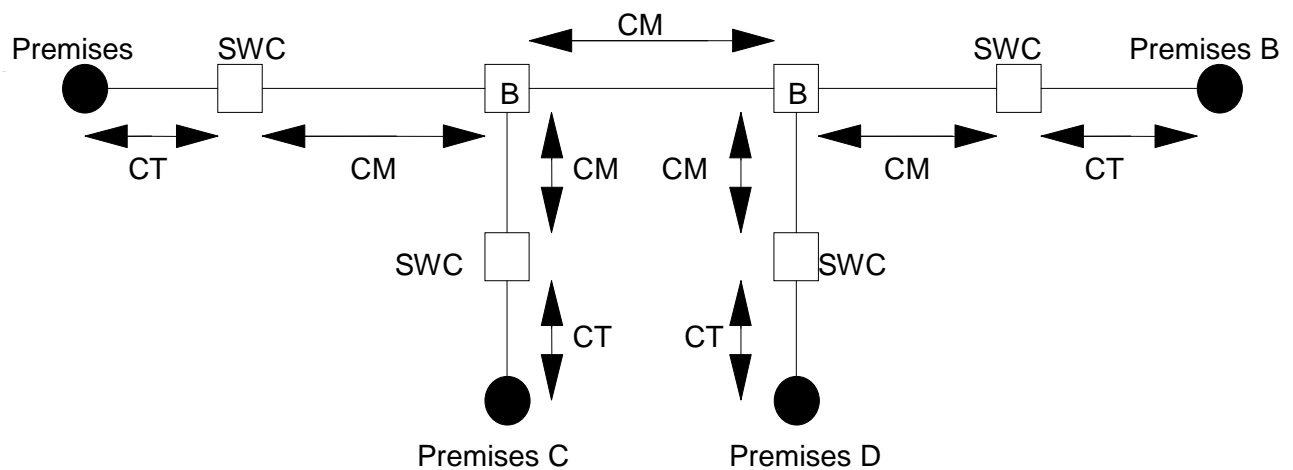 CM
Premises
SWC
SWC
Premises B
B
B
CT
CM
CM
CM
CM
CT
SWC
SWC
CT
CT
Premises C
Premises D